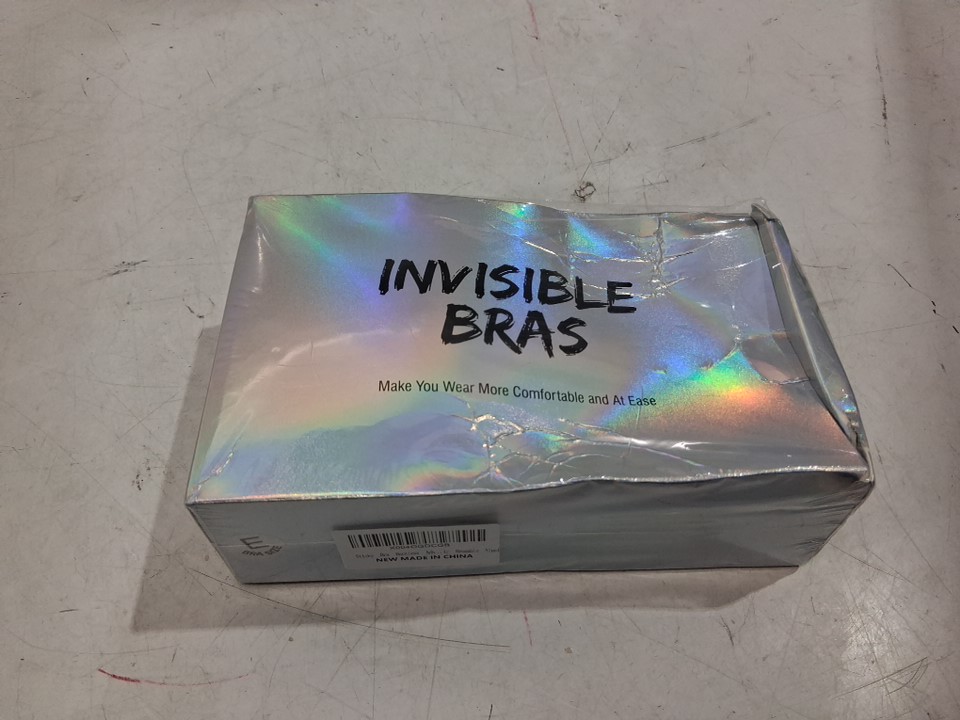 INVISIBLE
BRAS
Make You Wear More Comfortable and At Ease
E
NEW MADE IN CHINA